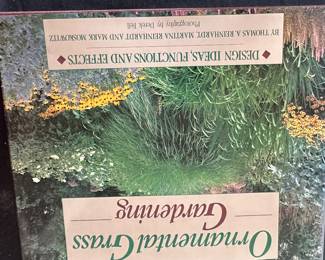 Ornamental Grass
Gardening
◆ DESIGN IDEAS, FUNCTIONS AND EFFECTS ◆
BY THOMAS A. REINHARDT, MARTINA REINHARDT AND MARK MOSKOWITZ
Photography by Derek Fell